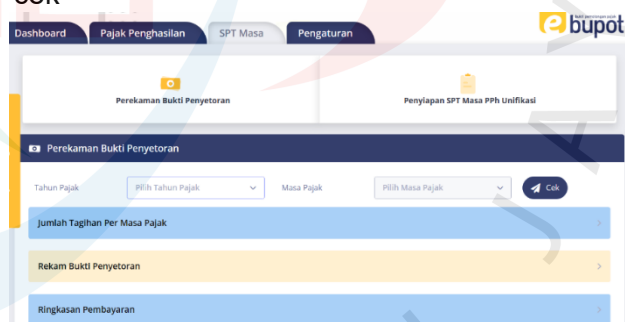 Dashboard Pajak Penghasilan SPT Masa Pengaturan
e bupot
Perekaman Bukti Penyetoran Penyiapan SPT Masa PPh Unifikasi
Perekaman Bukti Penyetoran
Tahun Pajak Pilih Tahun Pajak Masa Pajak Pilih Masa Pajak Cek
Jumlah Tagihan Per Masa Pajak
Rekam Bukti Penyetoran
Ringkasan Pembayaran